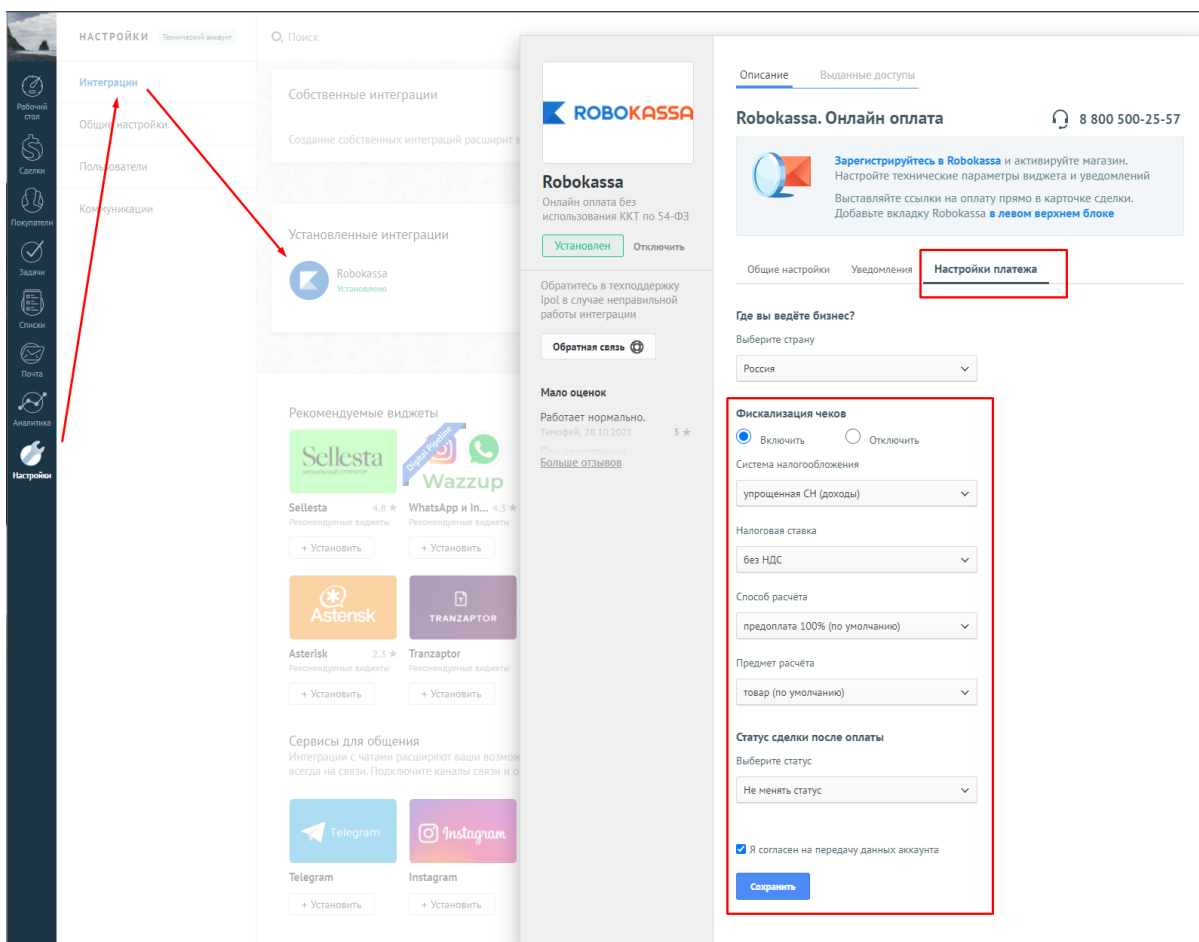 НАСТРОЙКИ
Технический аккаунт
Поиск
Рабочий
стол
Сделки
Покупатели
Задачи
Списки
Почта
Аналитика
Настройки
Интеграции
Общие настройки
Пользователи
Коммуникации
Собственные интеграции
Создание собственных интеграций расширит в
Установленные интеграции
Robokassa
Установлено
Рекомендуемые виджеты
Sellesta
МОБИЛЬНЫЙ ОПЕРАТОР
Digital Pipeline
Wazzup
Sellesta 4.8 ★
Рекомендуемые виджеты
+ Установить
WhatsApp и In... 4.3 ★
Рекомендуемые виджеты
+ Установить
Asterisk
TRANZAPTOR
Asterisk 2.3 ★
Рекомендуемые виджеты
+ Установить
Tranzaptor
Рекомендуемые виджеты
+ Установить
Сервисы для общения
Интеграции с чатами расширяют ваши возмож
всегда на связи. Подключите каналы связи и о
Telegram
Instagram
Telegram
+ Установить
Instagram
+ Установить
ROBOKASSA
Robokassa
Онлайн оплата без
использования ККТ по 54-ФЗ
Установлен
Отключить
Обратитесь в техподдержку
ipol в случае неправильной
работы интеграции
Обратная связь
Мало оценок
Работает нормально.
Тимофей, 28.10.2021 5 ★
Больше отзывов
Описание
Выданные доступы
Robokassa. Онлайн оплата
8 800 500-25-57
Зарегистрируйтесь в Robokassa и активируйте магазин.
Настройте технические параметры виджета и уведомлений
Выставляйте ссылки на оплату прямо в карточке сделки.
Добавьте вкладку Robokassa в левом верхнем блоке
Общие настройки
Уведомления
Настройки платежа
Где вы ведёте бизнес?
Выберите страну
Россия
Фискализация чеков
Включить
Отключить
Система налогообложения
упрощенная СН (доходы)
Налоговая ставка
без НДС
Способ расчёта
предоплата 100% (по умолчанию)
Предмет расчёта
товар (по умолчанию)
Статус сделки после оплаты
Выберите статус
Не менять статус
Я согласен на передачу данных аккаунта
Сохранить